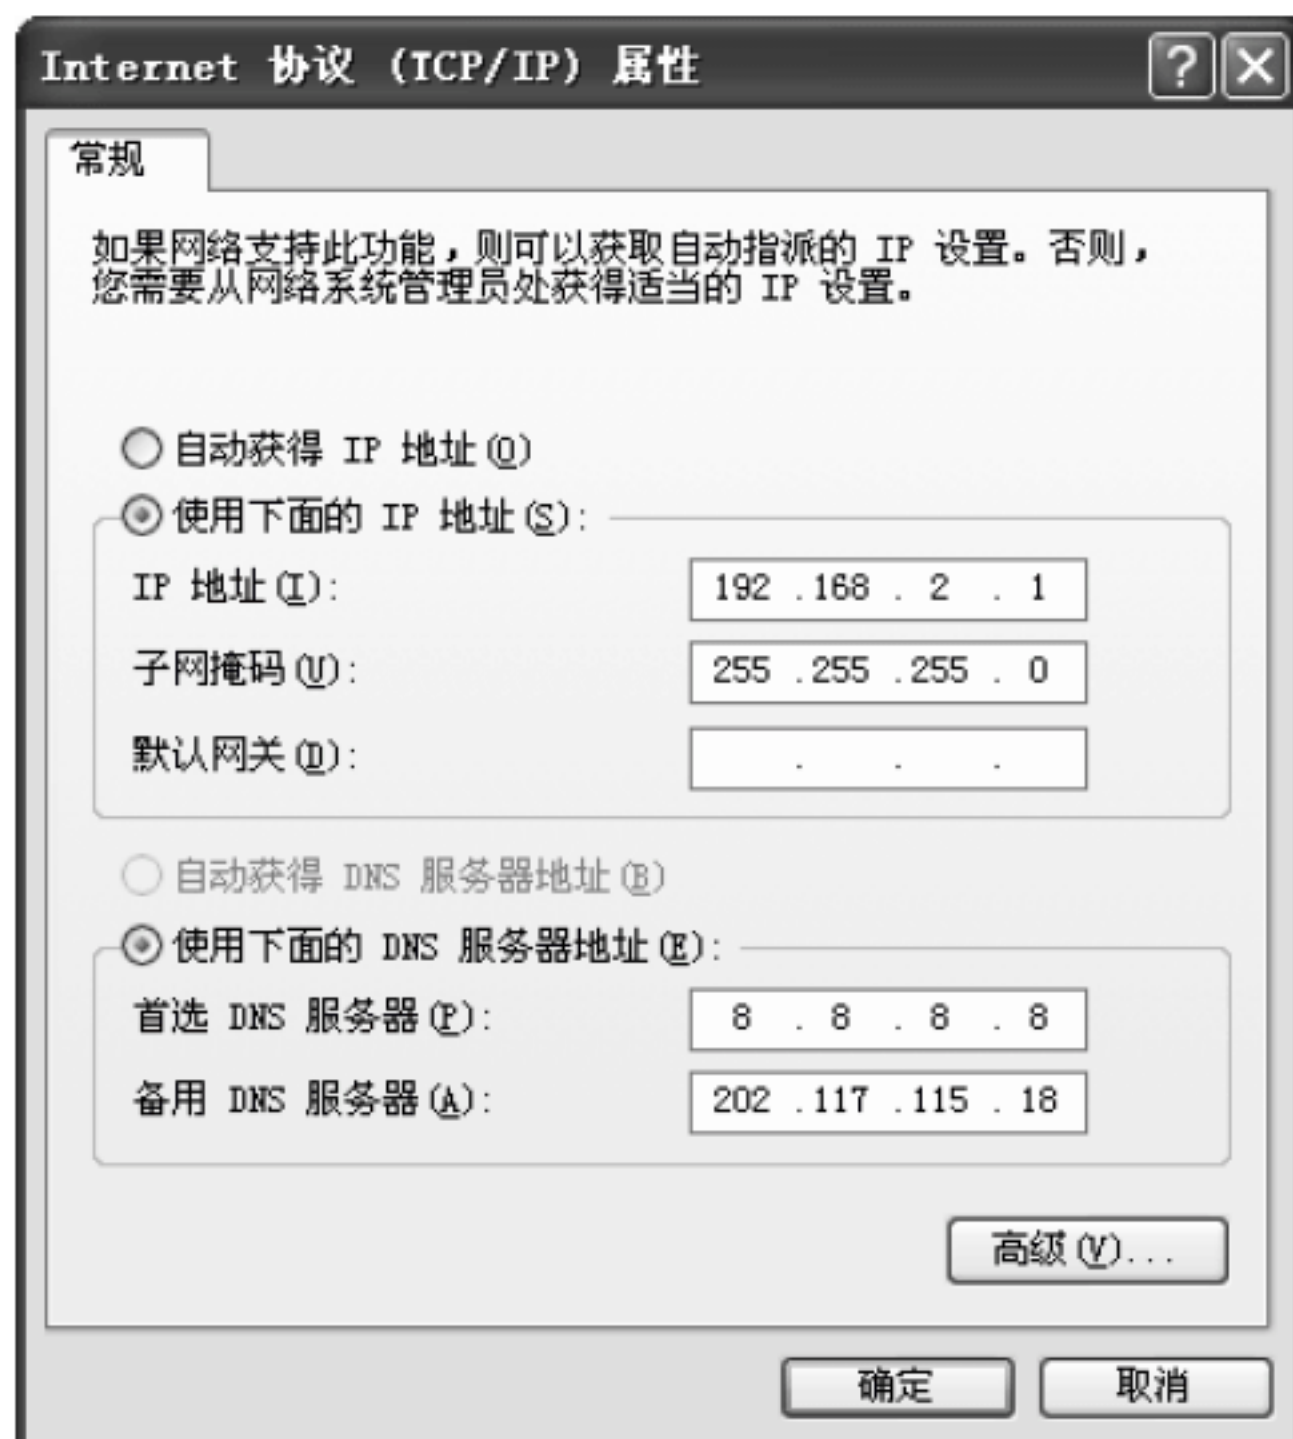 Internet 协议 (TCP/IP) 属性
常规
如果网络支持此功能，则可以获取自动指派的 IP 设置。否则，
您需要从网络系统管理员处获得适当的 IP 设置。
自动获得 IP 地址(O)
使用下面的 IP 地址(S):
IP 地址(I): 192 .168 . 2 . 1
子网掩码(U): 255 .255 .255 . 0
默认网关(D): . . .
自动获得 DNS 服务器地址(B)
使用下面的 DNS 服务器地址(E):
首选 DNS 服务器(P): 8 . 8 . 8 . 8
备用 DNS 服务器(A): 202 .117 .115 . 18
高级(V)...
确定 取消